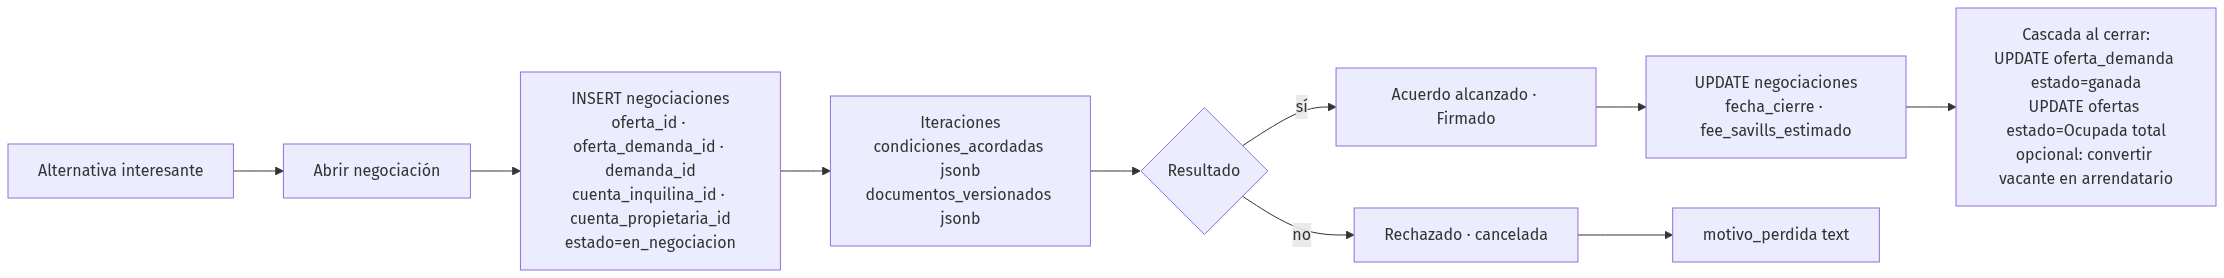 Alternativa interesante
Abrir negociación
INSERT negociaciones
oferta_id ·
oferta_demanda_id ·
demanda_id
cuenta_inquilina_id ·
cuenta_propietaria_id
estado=en_negociacion
Iteraciones
condiciones_acordadas
jsonb
documentos_versionados
jsonb
Resultado
sí
Acuerdo alcanzado ·
Firmado
UPDATE negociaciones
fecha_cierre ·
fee_savills_estimado
Cascada al cerrar:
UPDATE oferta_demanda
estado=ganada
UPDATE ofertas
estado=Ocupada total
opcional: convertir
vacante en arrendatario
no
Rechazado · cancelada
motivo_perdida text